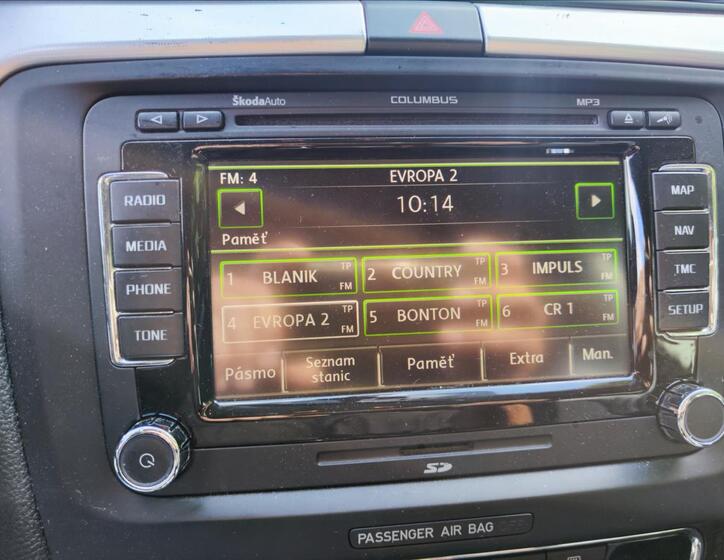 ŠkodaAuto COLUMBUS MP3
RADIO
MEDIA
PHONE
TONE
FM: 4 EVROPA 2
10:14
Paměť
1 BLANIK TP FM
2 COUNTRY TP FM
3 IMPULS TP FM
4 EVROPA 2 TP FM
5 BONTON TP FM
6 CR 1 TP FM
Pásmo
Seznam
stanic
Paměť
Extra
Man.
MAP
NAV
TMC
SETUP
SD
PASSENGER AIR BAG